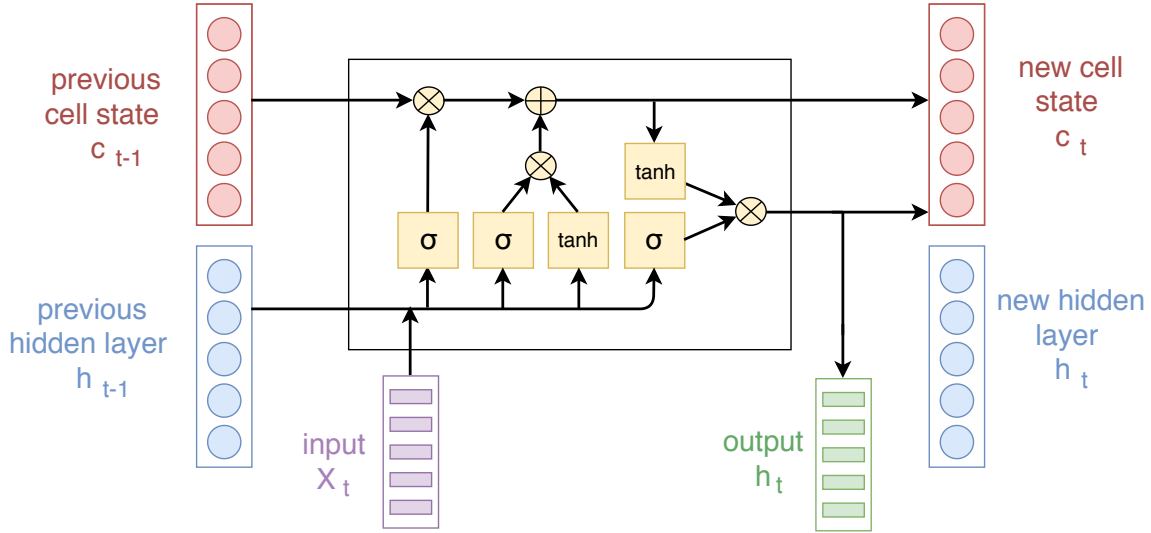 previous
cell state
c t-1
new cell
state
c t
tanh
σ
σ
tanh
σ
previous
hidden layer
h t-1
new hidden
layer
h t
input
X t
output
h t